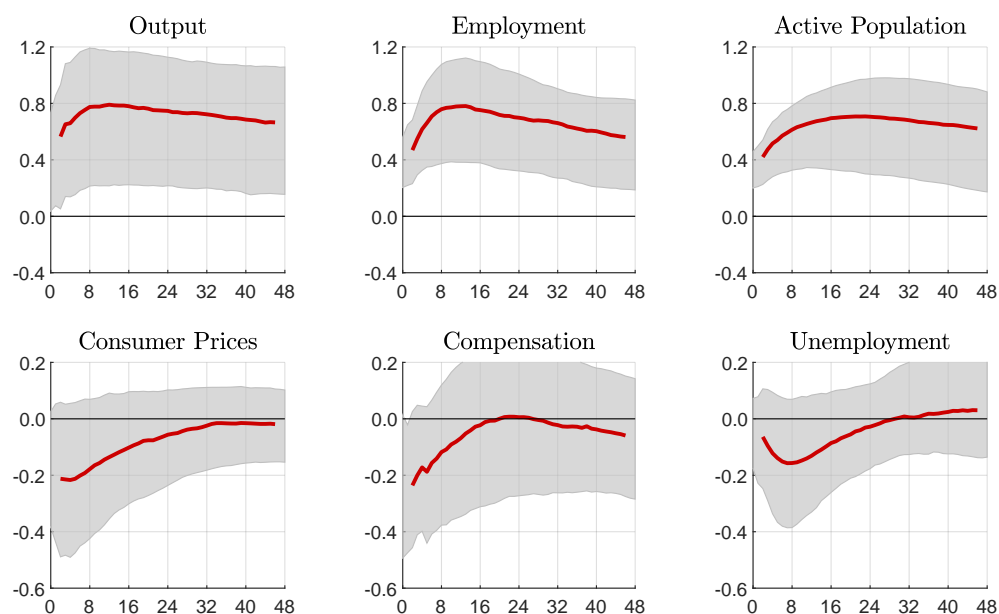 Output Employment Active Population
1.2 1.2 1.2
0.8 0.8 0.8
0.4 0.4 0.4
0.0 0.0 0.0
-0.4 -0.4 -0.4
0 8 16 24 32 40 48 0 8 16 24 32 40 48 0 8 16 24 32 40 48
Consumer Prices Compensation Unemployment
0.2 0.2 0.2
0.0 0.0 0.0
-0.2 -0.2 -0.2
-0.4 -0.4 -0.4
-0.6 -0.6 -0.6
0 8 16 24 32 40 48 0 8 16 24 32 40 48 0 8 16 24 32 40 48